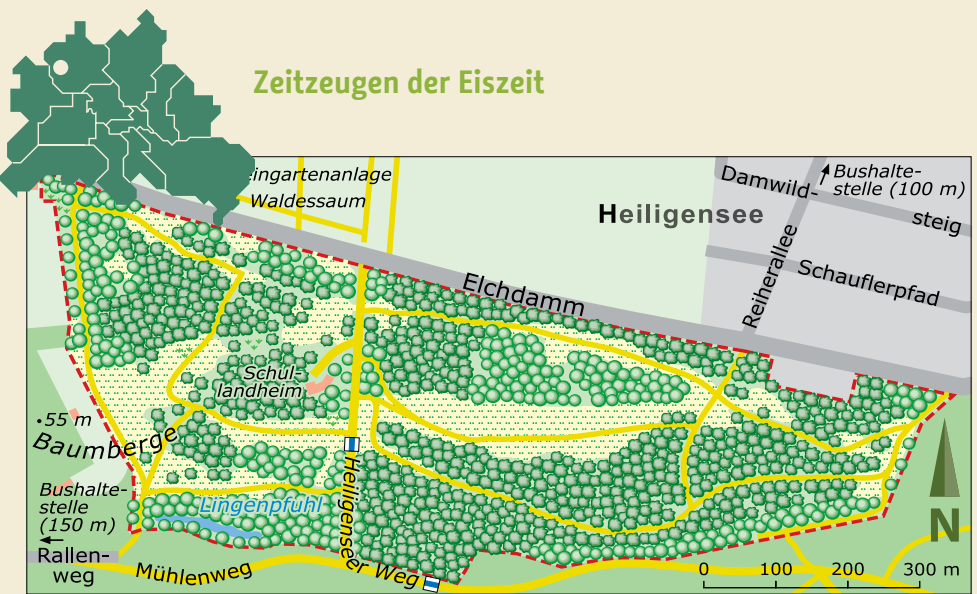 Zeitzeugen der Eiszeit
eingartenanlage
Waldessaum
Damwild-
steig
Bushalte-
stelle (100 m)
Heiligensee
Reiherallee
Schauflerpfad
Elchdamm
Schul-
landheim
55 m
Baumberge
Bushalte-
stelle
(150 m)
Rallen-
weg
Lingenpfuhl
Heiligenseer Weg
Mühlenweg
N
0 100 200 300 m